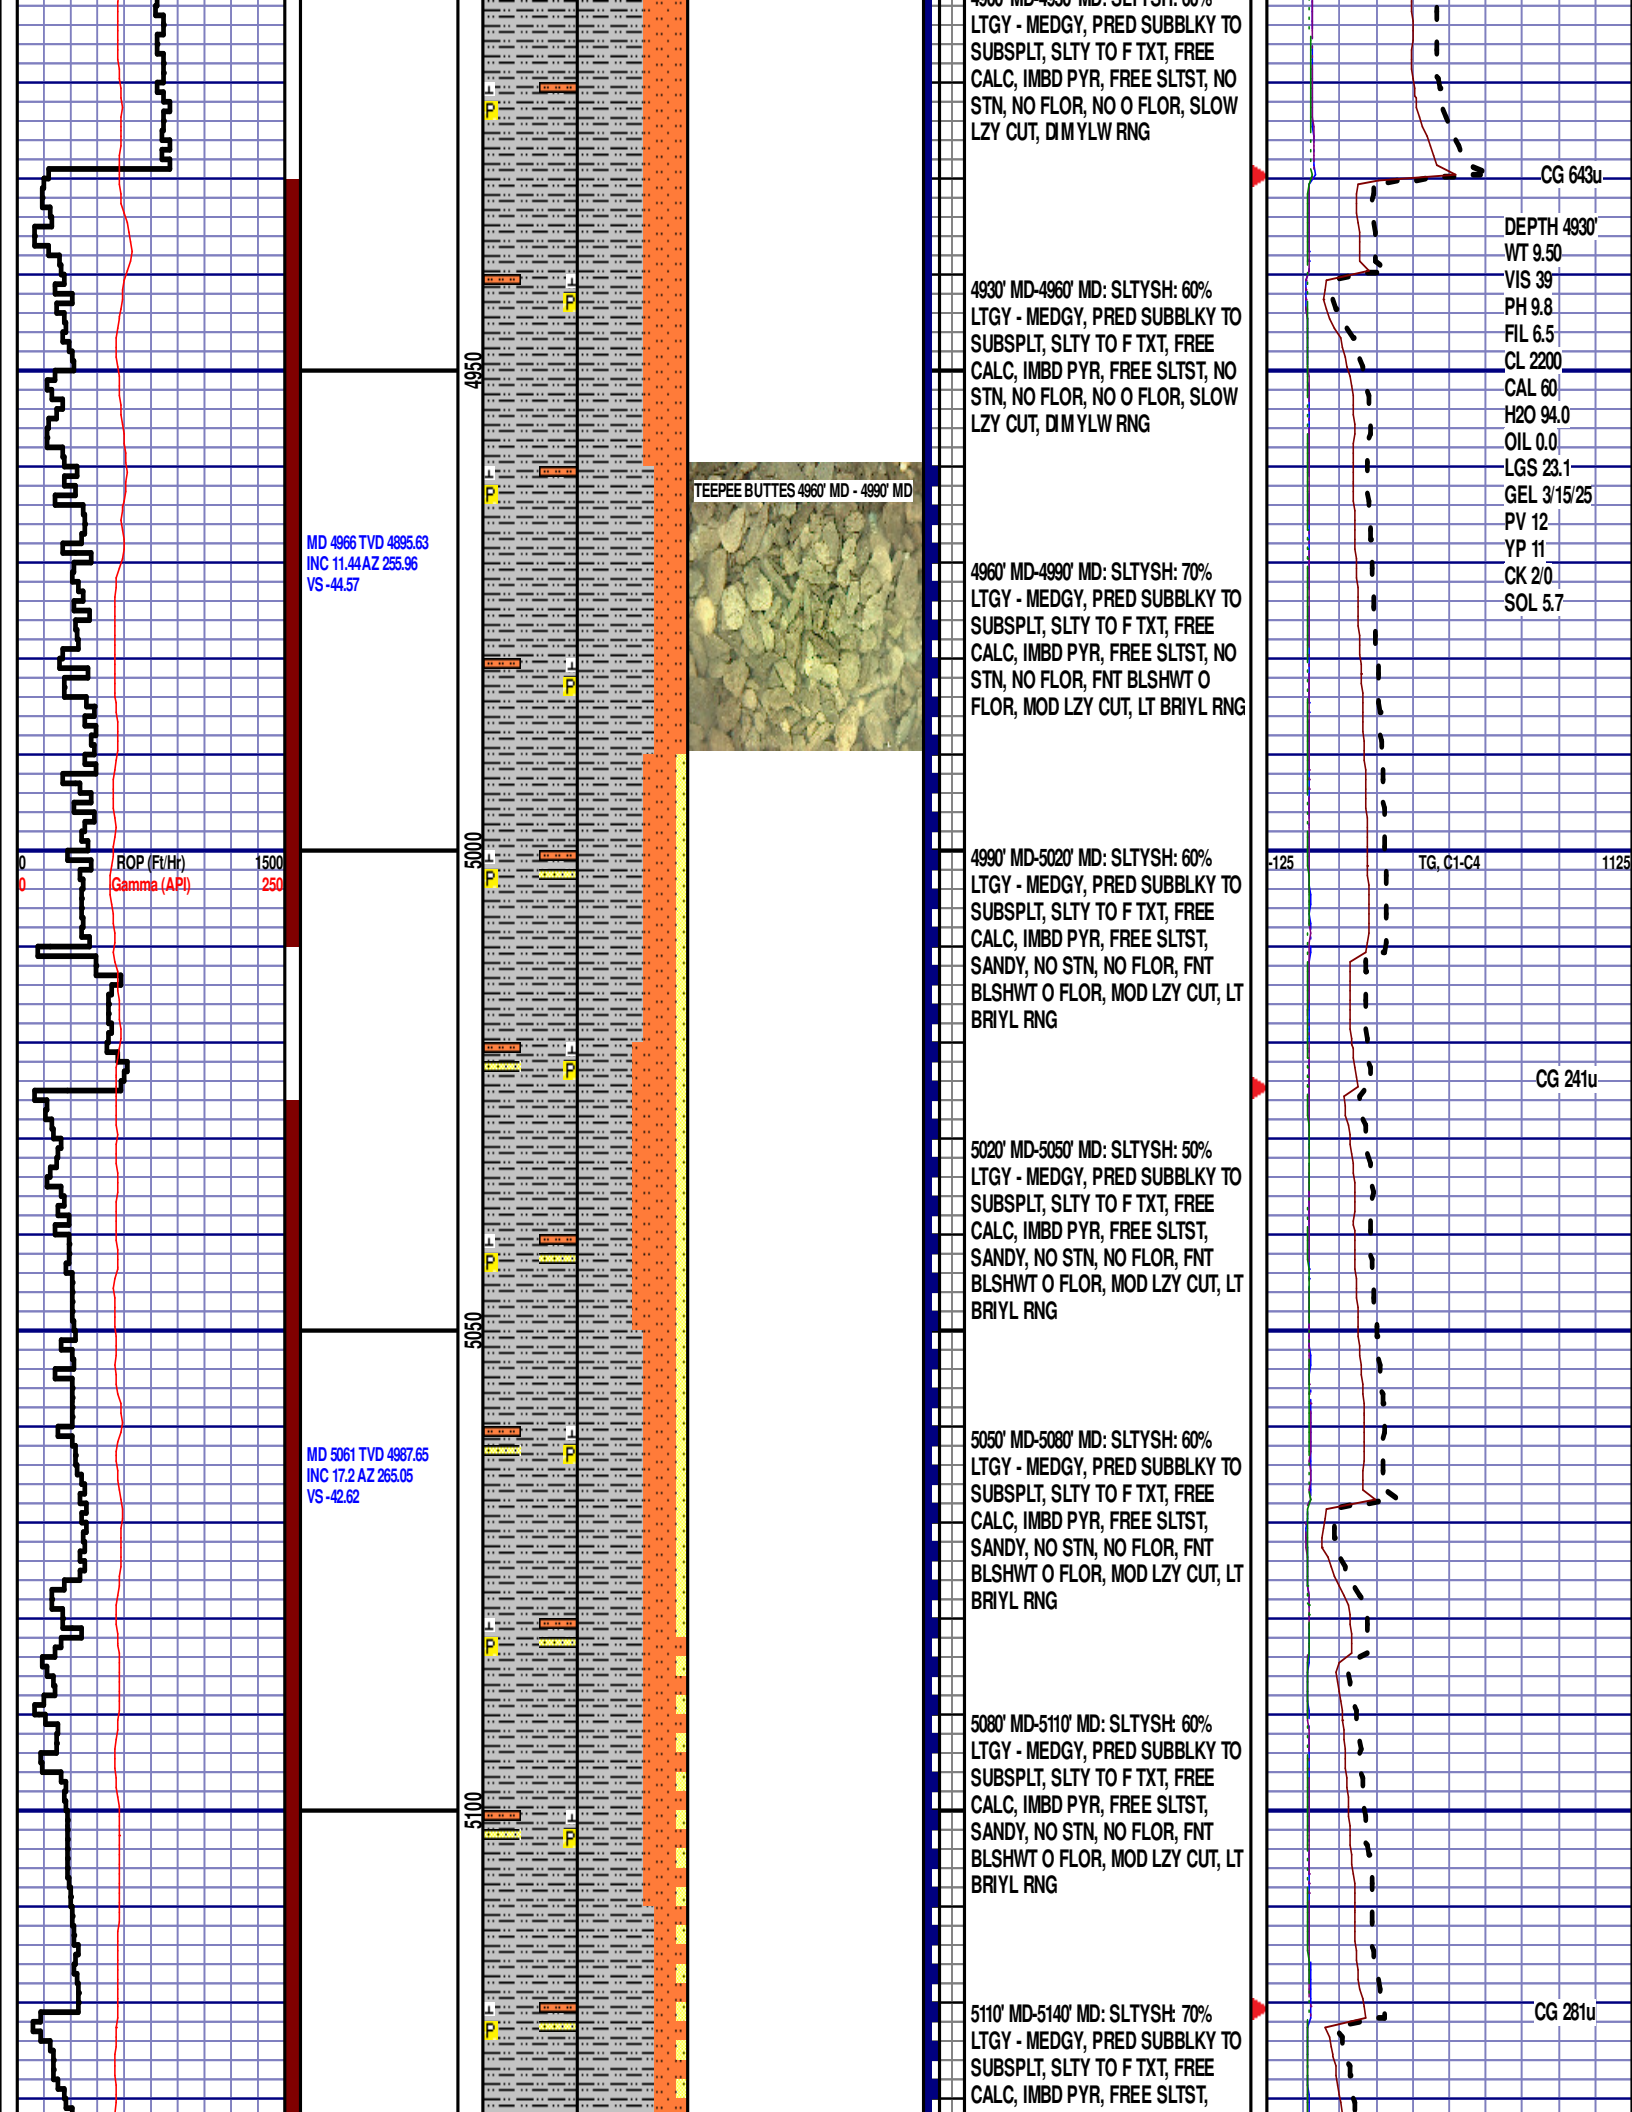 LTGY - MEDGY, PRED SUBBLKY TO
SUBSPLT, SLTY TO F TXT, FREE
CALC, IMBD PYR, FREE SLTST, NO
STN, NO FLOR, NO O FLOR, SLOW
LZY CUT, DIM YLW RNG
CG 643u
DEPTH 4930'
WT 9.50
VIS 39
PH 9.8
FIL 6.5
CL 2200
CAL 60
H2O 94.0
OIL 0.0
LGS 23.1
GEL 3/15/25
PV 12
YP 11
CK 2/0
SOL 5.7
4930' MD-4960' MD: SLTYSH: 60%
LTGY - MEDGY, PRED SUBBLKY TO
SUBSPLT, SLTY TO F TXT, FREE
CALC, IMBD PYR, FREE SLTST, NO
STN, NO FLOR, NO O FLOR, SLOW
LZY CUT, DIM YLW RNG
4950
TEEPEE BUTTES 4960' MD - 4990' MD
MD 4966 TVD 4895.63
INC 11.44 AZ 255.96
VS -44.57
4960' MD-4990' MD: SLTYSH: 70%
LTGY - MEDGY, PRED SUBBLKY TO
SUBSPLT, SLTY TO F TXT, FREE
CALC, IMBD PYR, FREE SLTST, NO
STN, NO FLOR, FNT BLSHWT O
FLOR, MOD LZY CUT, LT BRIYL RNG
5000
0 ROP (Ft/Hr) 1500
0 Gamma (API) 250
-125 TG, C1-C4 1125
4990' MD-5020' MD: SLTYSH: 60%
LTGY - MEDGY, PRED SUBBLKY TO
SUBSPLT, SLTY TO F TXT, FREE
CALC, IMBD PYR, FREE SLTST,
SANDY, NO STN, NO FLOR, FNT
BLSHWT O FLOR, MOD LZY CUT, LT
BRIYL RNG
CG 241u
5020' MD-5050' MD: SLTYSH: 50%
LTGY - MEDGY, PRED SUBBLKY TO
SUBSPLT, SLTY TO F TXT, FREE
CALC, IMBD PYR, FREE SLTST,
SANDY, NO STN, NO FLOR, FNT
BLSHWT O FLOR, MOD LZY CUT, LT
BRIYL RNG
5050
MD 5061 TVD 4987.65
INC 17.2 AZ 265.05
VS -42.62
5050' MD-5080' MD: SLTYSH: 60%
LTGY - MEDGY, PRED SUBBLKY TO
SUBSPLT, SLTY TO F TXT, FREE
CALC, IMBD PYR, FREE SLTST,
SANDY, NO STN, NO FLOR, FNT
BLSHWT O FLOR, MOD LZY CUT, LT
BRIYL RNG
5080' MD-5110' MD: SLTYSH: 60%
LTGY - MEDGY, PRED SUBBLKY TO
SUBSPLT, SLTY TO F TXT, FREE
CALC, IMBD PYR, FREE SLTST,
SANDY, NO STN, NO FLOR, FNT
BLSHWT O FLOR, MOD LZY CUT, LT
BRIYL RNG
5100
CG 281u
5110' MD-5140' MD: SLTYSH: 70%
LTGY - MEDGY, PRED SUBBLKY TO
SUBSPLT, SLTY TO F TXT, FREE
CALC, IMBD PYR, FREE SLTST,
P
P
P
P
P
P
P
P
P
P
P